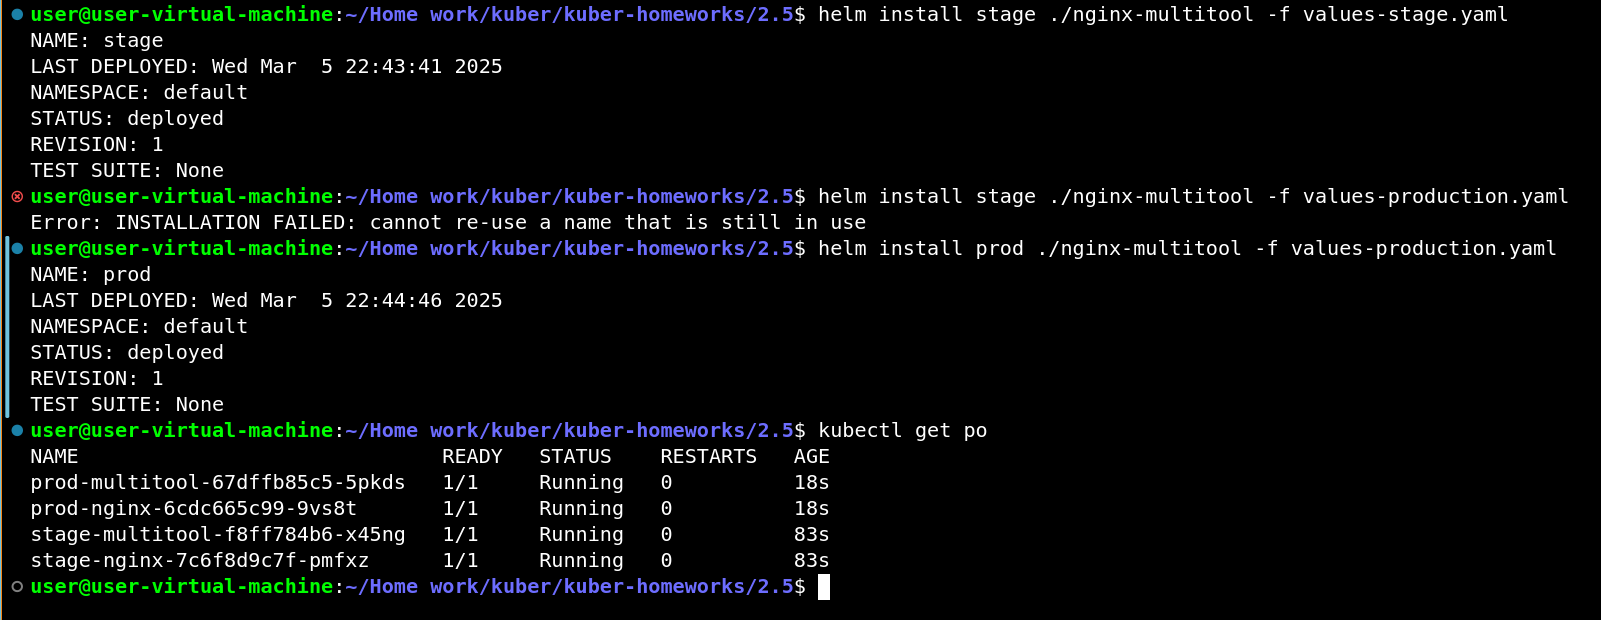 user@user-virtual-machine:~/Home work/kuber/kuber-homeworks/2.5$ helm install stage ./nginx-multitool -f values-stage.yaml
NAME: stage
LAST DEPLOYED: Wed Mar  5 22:43:41 2025
NAMESPACE: default
STATUS: deployed
REVISION: 1
TEST SUITE: None
user@user-virtual-machine:~/Home work/kuber/kuber-homeworks/2.5$ helm install stage ./nginx-multitool -f values-production.yaml
Error: INSTALLATION FAILED: cannot re-use a name that is still in use
user@user-virtual-machine:~/Home work/kuber/kuber-homeworks/2.5$ helm install prod ./nginx-multitool -f values-production.yaml
NAME: prod
LAST DEPLOYED: Wed Mar  5 22:44:46 2025
NAMESPACE: default
STATUS: deployed
REVISION: 1
TEST SUITE: None
user@user-virtual-machine:~/Home work/kuber/kuber-homeworks/2.5$ kubectl get po
NAME                              READY   STATUS    RESTARTS   AGE
prod-multitool-67dffb85c5-5pkds   1/1     Running   0          18s
prod-nginx-6cdc665c99-9vs8t       1/1     Running   0          18s
stage-multitool-f8ff784b6-x45ng   1/1     Running   0          83s
stage-nginx-7c6f8d9c7f-pmfxz      1/1     Running   0          83s
user@user-virtual-machine:~/Home work/kuber/kuber-homeworks/2.5$